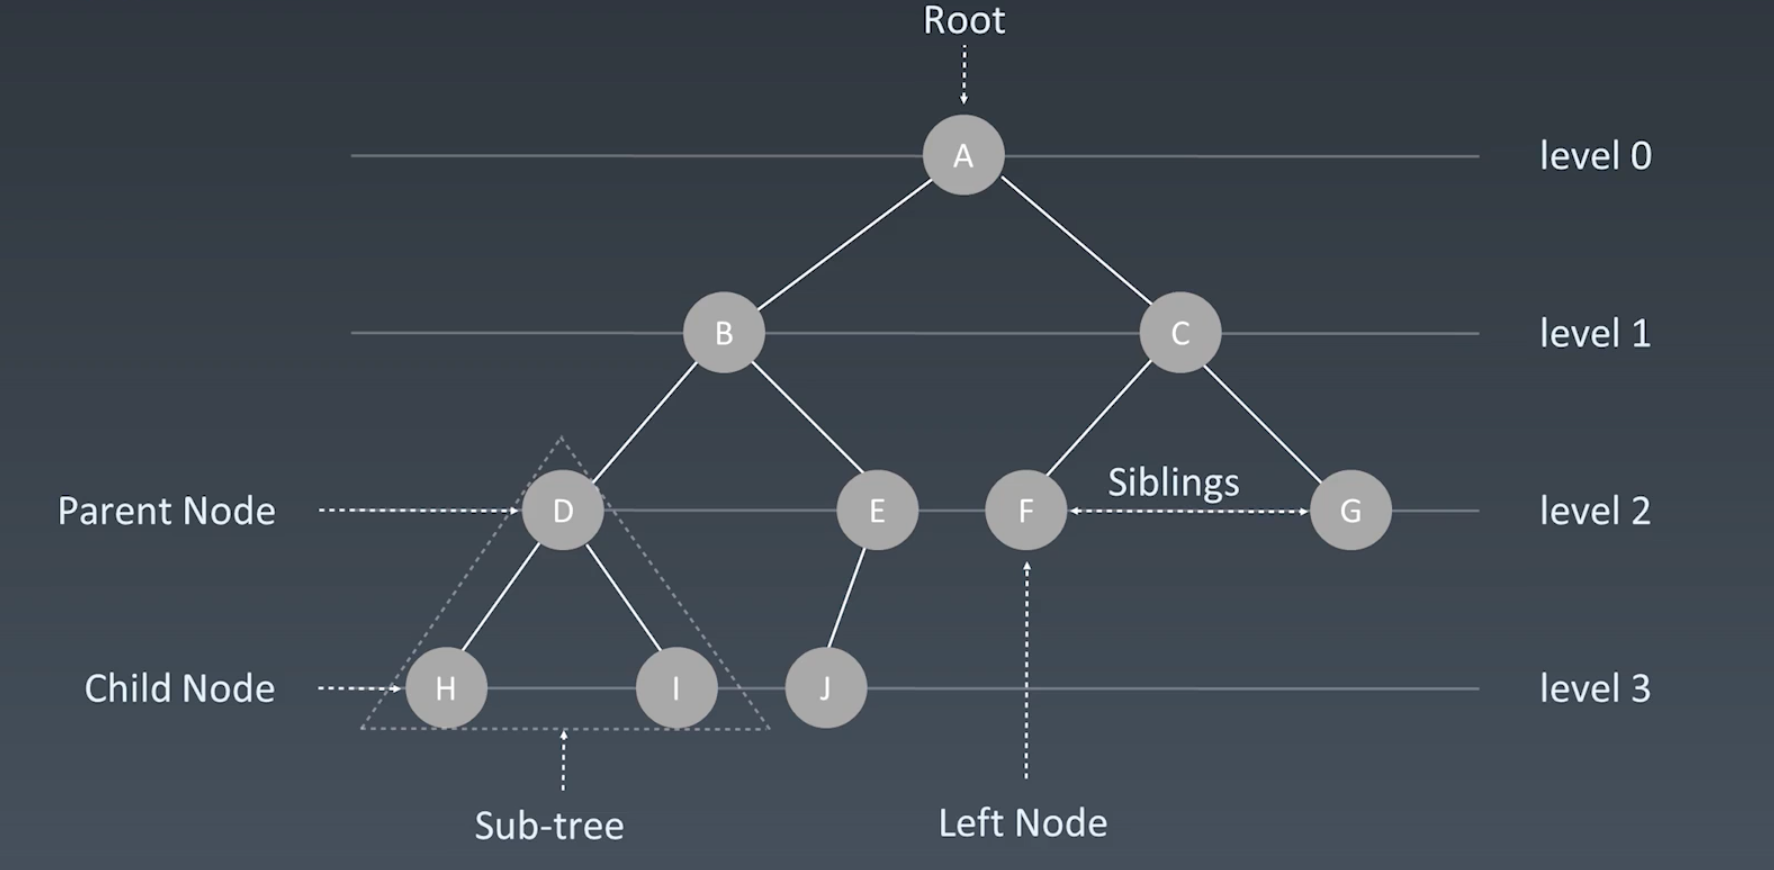 Root
A
level 0
B
C
level 1
Siblings
Parent Node
D
E
F
G
level 2
Child Node
H
I
J
level 3
Sub-tree
Left Node